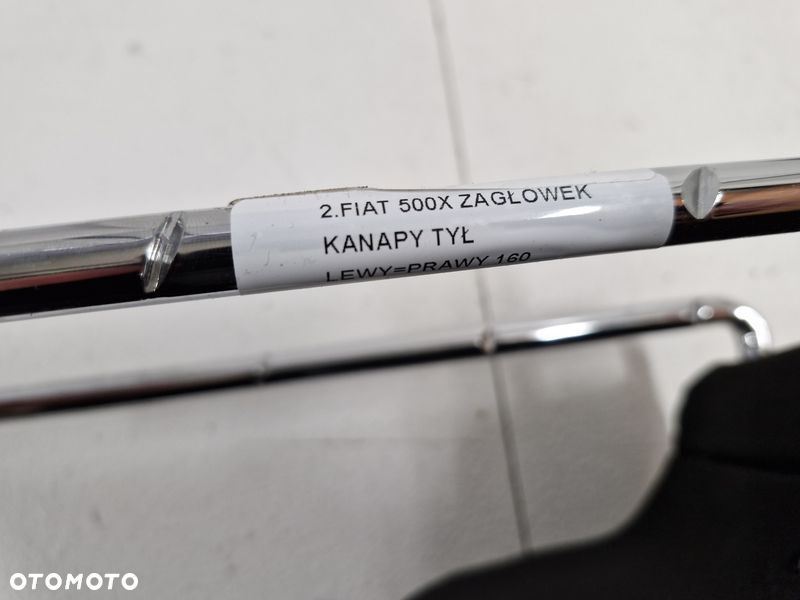 2.FIAT 500X ZAGŁOWEK
KANAPY TYŁ
LEWY=PRAWY 160
OTOMOTO